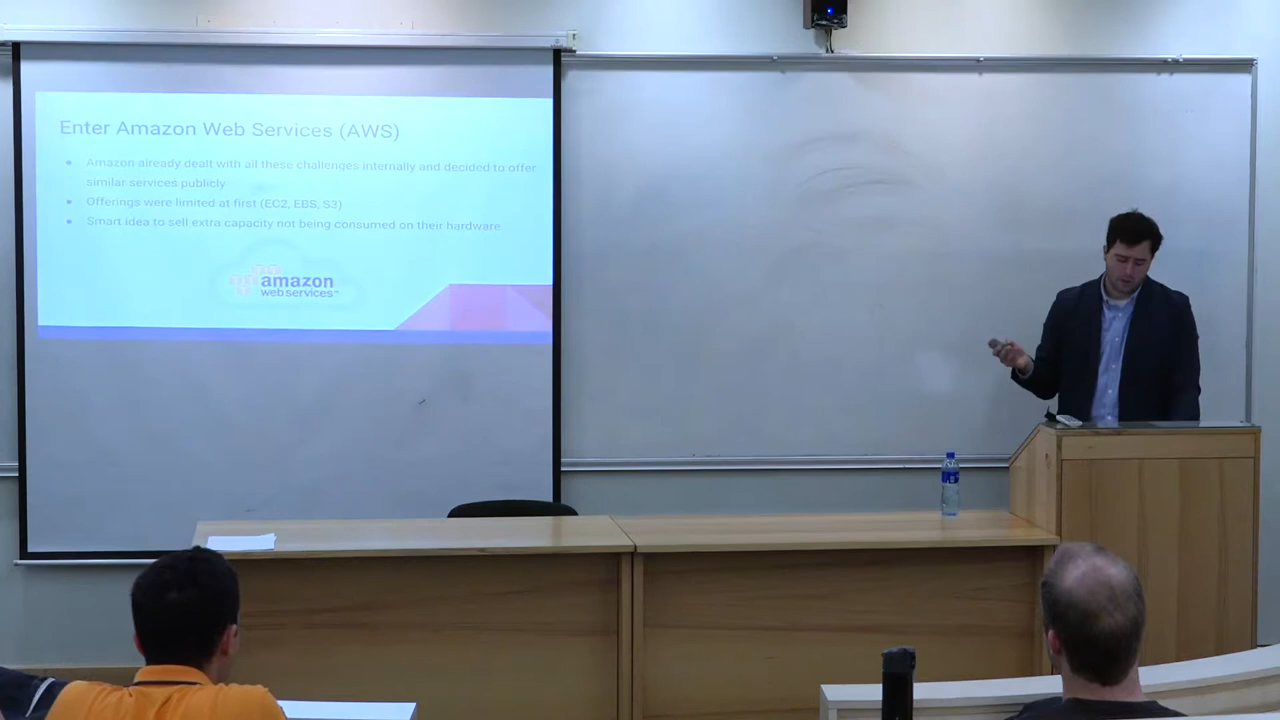 Enter Amazon Web Services (AWS)
Amazon already dealt with all these challenges internally and decided to offer
similar services publicly
Offerings were limited at first (EC2, EBS, S3)
Smart idea to sell extra capacity not being consumed on their hardware
amazon
web services™